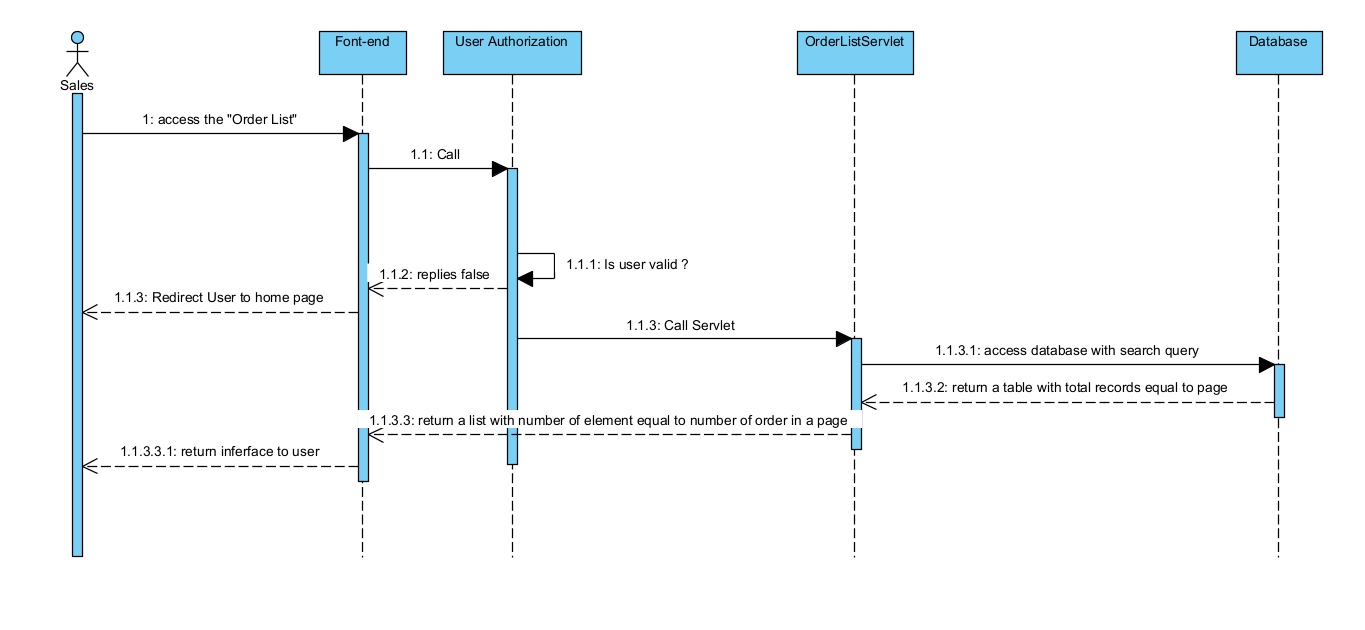 Font-end
User Authorization
OrderListServlet
Database
Sales
1: access the "Order List"
1.1: Call
1.1.1: Is user valid ?
1.1.2: replies false
1.1.3: Redirect User to home page
1.1.3: Call Servlet
1.1.3.1: access database with search query
1.1.3.2: return a table with total records equal to page
1.1.3.3: return a list with number of element equal to number of order in a page
1.1.3.3.1: return inferface to user